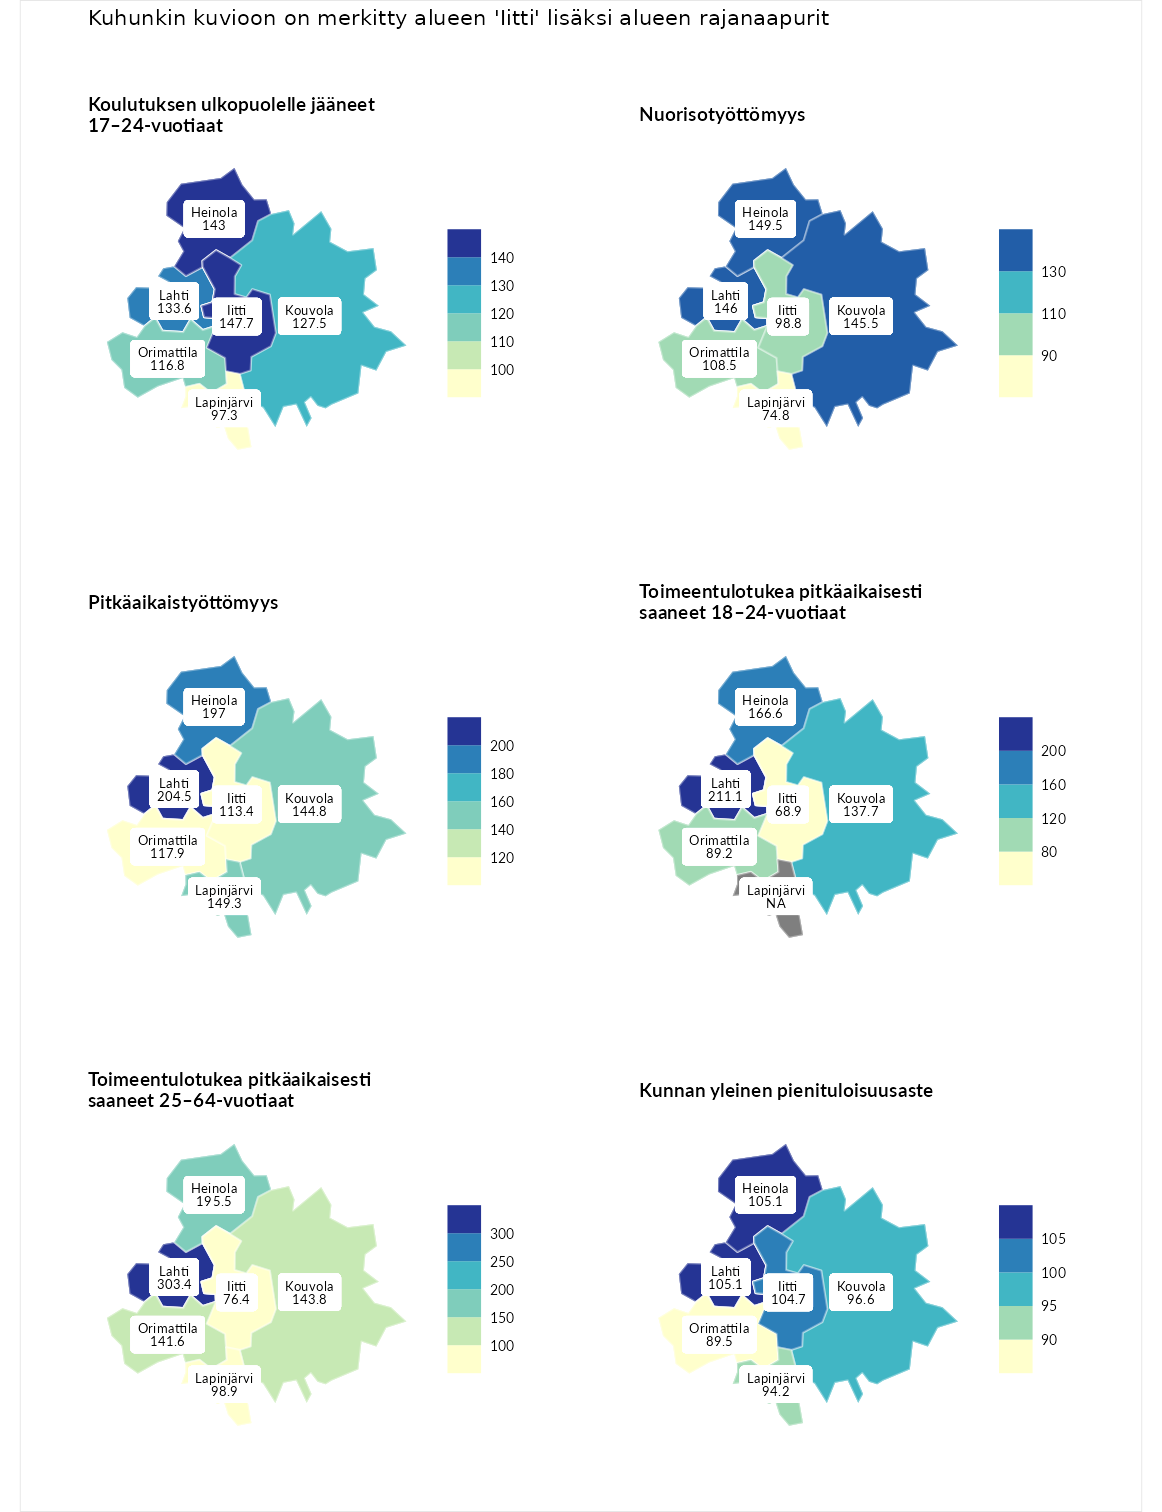 Kuhunkin kuvioon on merkitty alueen 'Iitti' lisäksi alueen rajanaapurit
Koulutuksen ulkopuolelle jääneet
17–24-vuotiaat
Heinola
143
Lahti
133.6
Iitti
147.7
Kouvola
127.5
Orimattila
116.8
Lapinjärvi
97.3
140
130
120
110
100
Nuorisotyöttömyys
Heinola
149.5
Lahti
146
Iitti
98.8
Kouvola
145.5
Orimattila
108.5
Lapinjärvi
74.8
130
110
90
Pitkäaikaistyöttömyys
Heinola
197
Lahti
204.5
Iitti
113.4
Kouvola
144.8
Orimattila
117.9
Lapinjärvi
149.3
200
180
160
140
120
Toimeentulotukea pitkäaikaisesti
saaneet 18–24-vuotiaat
Heinola
166.6
Lahti
211.1
Iitti
68.9
Kouvola
137.7
Orimattila
89.2
Lapinjärvi
NA
200
160
120
80
Toimeentulotukea pitkäaikaisesti
saaneet 25–64-vuotiaat
Heinola
195.5
Lahti
303.4
Iitti
76.4
Kouvola
143.8
Orimattila
141.6
Lapinjärvi
98.9
300
250
200
150
100
Kunnan yleinen pienituloisuusaste
Heinola
105.1
Lahti
105.1
Iitti
104.7
Kouvola
96.6
Orimattila
89.5
Lapinjärvi
94.2
105
100
95
90